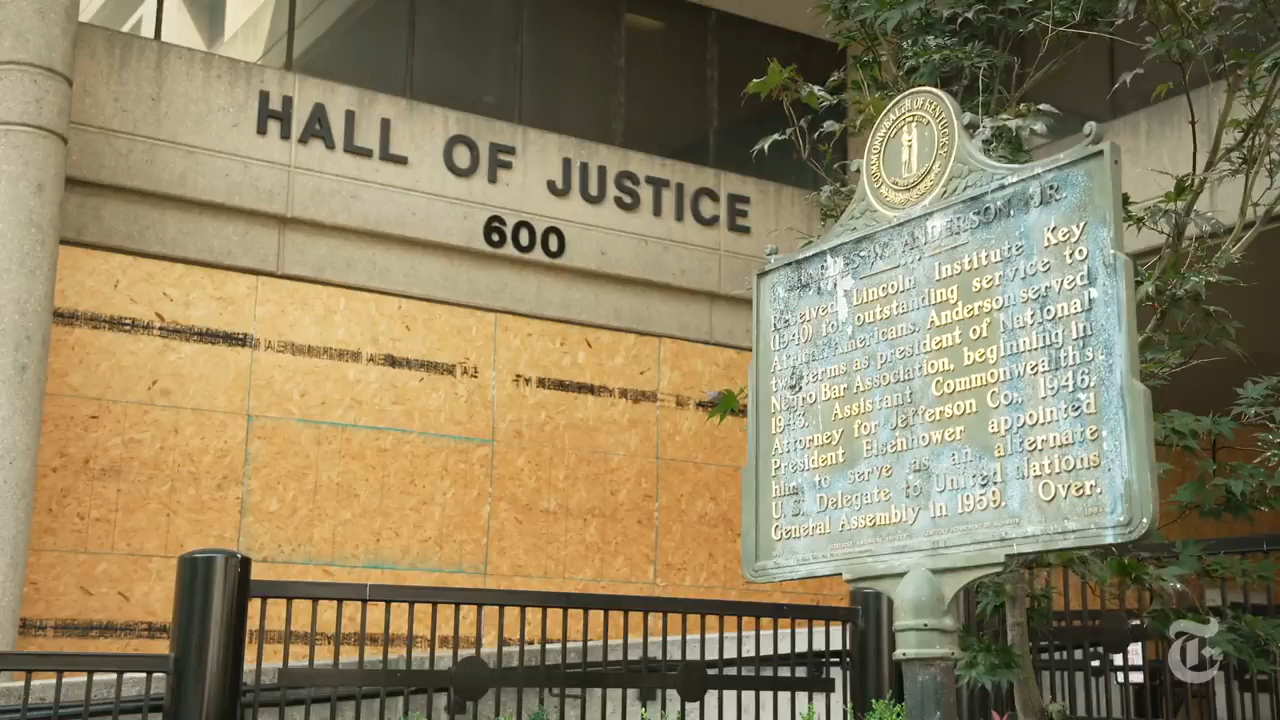 HALL OF JUSTICE
600
COMMONWEALTH OF KENTUCKY
ANDERSON JR.
Received Lincoln Institute Key
(1940) for outstanding service to
African Americans. Anderson served
two terms as president of National
Negro Bar Association, beginning in
1943. Assistant Commonwealth's
Attorney for Jefferson Co., 1946.
President Eisenhower appointed
him to serve as an alternate
U. S. Delegate to United Nations
General Assembly in 1959. Over.
T